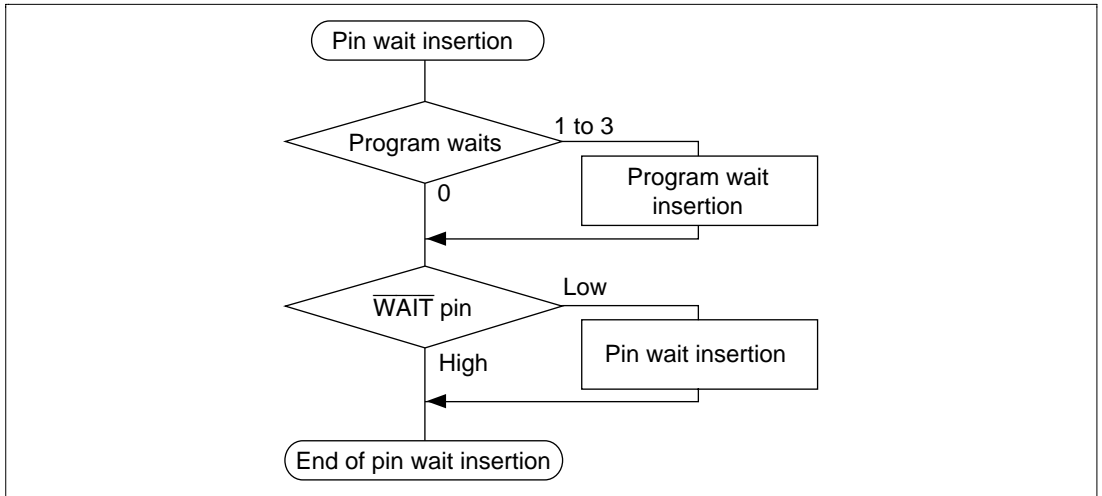 Pin wait insertion
Program waits
1 to 3
Program wait
insertion
0
W̅A̅I̅T̅ pin
Low
Pin wait insertion
High
End of pin wait insertion